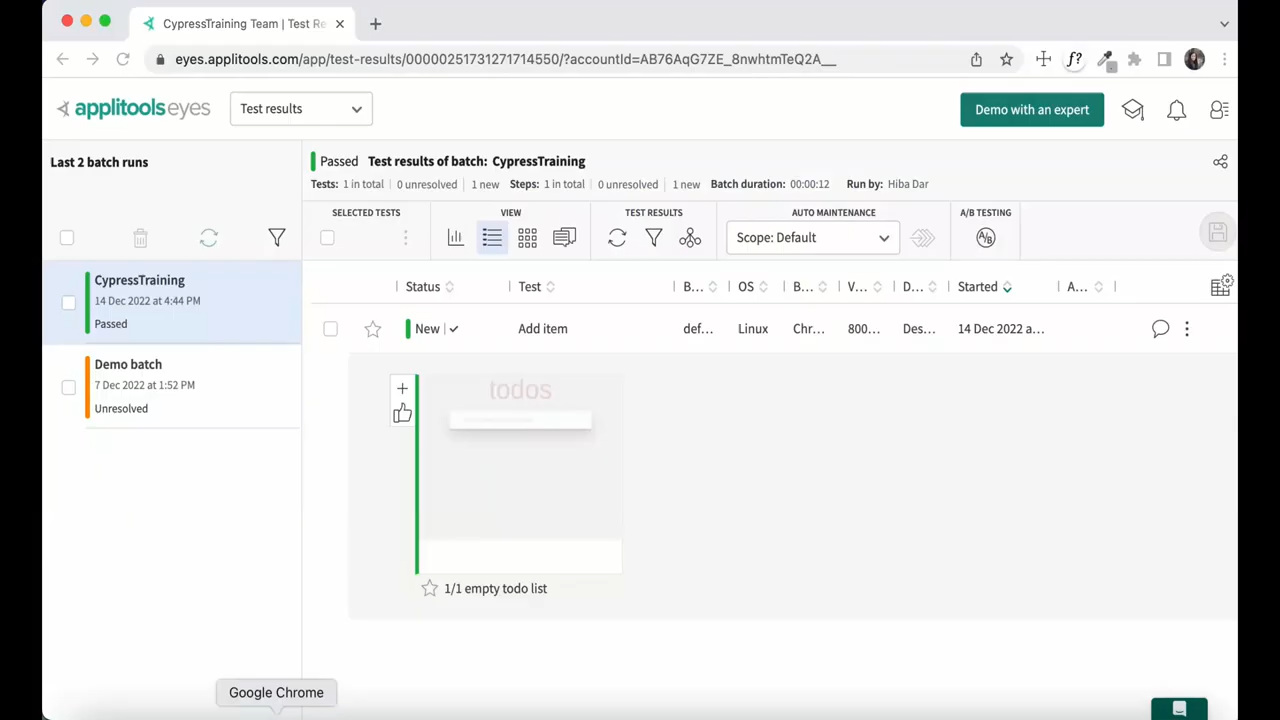 CypressTraining Team | Test Re
eyes.applitools.com/app/test-results/00000251731271714550/?accountId=AB76AqG7ZE_8nwhtmTeQ2A__
f?
applitools eyes
Test results
Demo with an expert
Last 2 batch runs
Passed Test results of batch: CypressTraining
Tests: 1 in total | 0 unresolved | 1 new Steps: 1 in total | 0 unresolved | 1 new Batch duration: 00:00:12 Run by: Hiba Dar
SELECTED TESTS
VIEW
TEST RESULTS
AUTO MAINTENANCE
A/B TESTING
Scope: Default
A/B
CypressTraining
14 Dec 2022 at 4:44 PM
Passed
Demo batch
7 Dec 2022 at 1:52 PM
Unresolved
Status Test B... OS B... V... D... Started A...
New Add item def... Linux Chr... 800... Des... 14 Dec 2022 a...
todos
1/1 empty todo list
Google Chrome